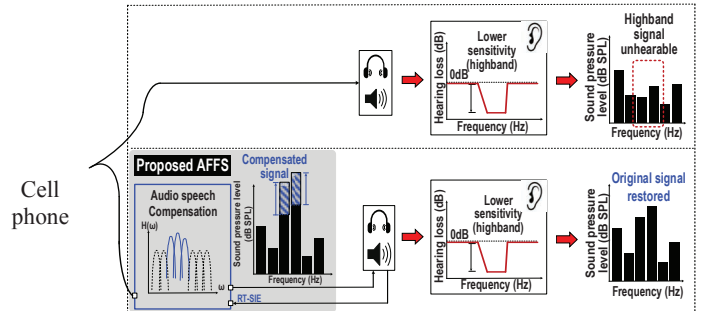 Cell
phone
Hearing loss (dB)
0dB
Lower
sensitivity
(highband)
Frequency (Hz)
Highband
signal
unhearable
Sound pressure
level (dB SPL)
Frequency (Hz)
Proposed AFFS
Audio speech
Compensation
H(ω)
ω
Compensated
signal
Sound pressure level
(dB SPL)
Frequency (Hz)
RT-SIE
Hearing loss (dB)
0dB
Lower
sensitivity
(highband)
Frequency (Hz)
Original signal
restored
Sound pressure
level (dB SPL)
Frequency (Hz)